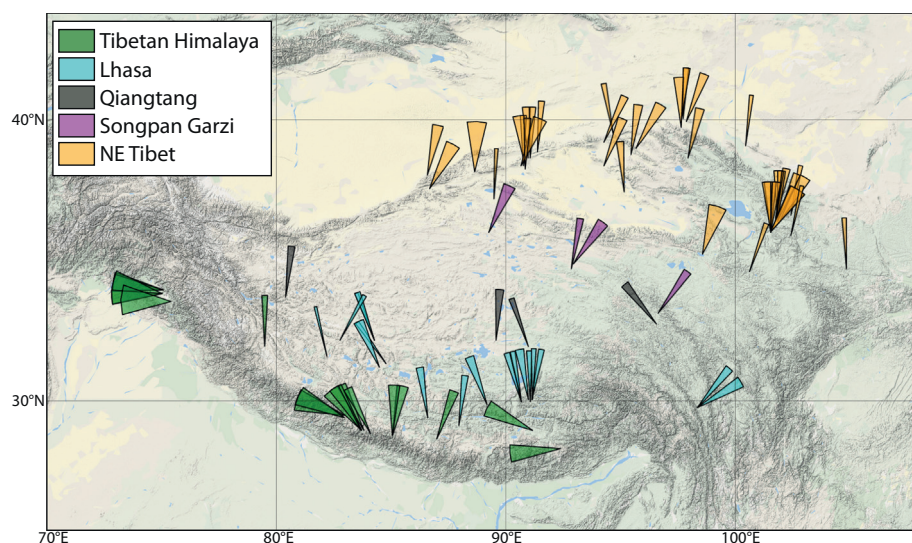 Tibetan Himalaya
Lhasa
Qiangtang
Songpan Garzi
NE Tibet
40°N
30°N
70°E
80°E
90°E
100°E